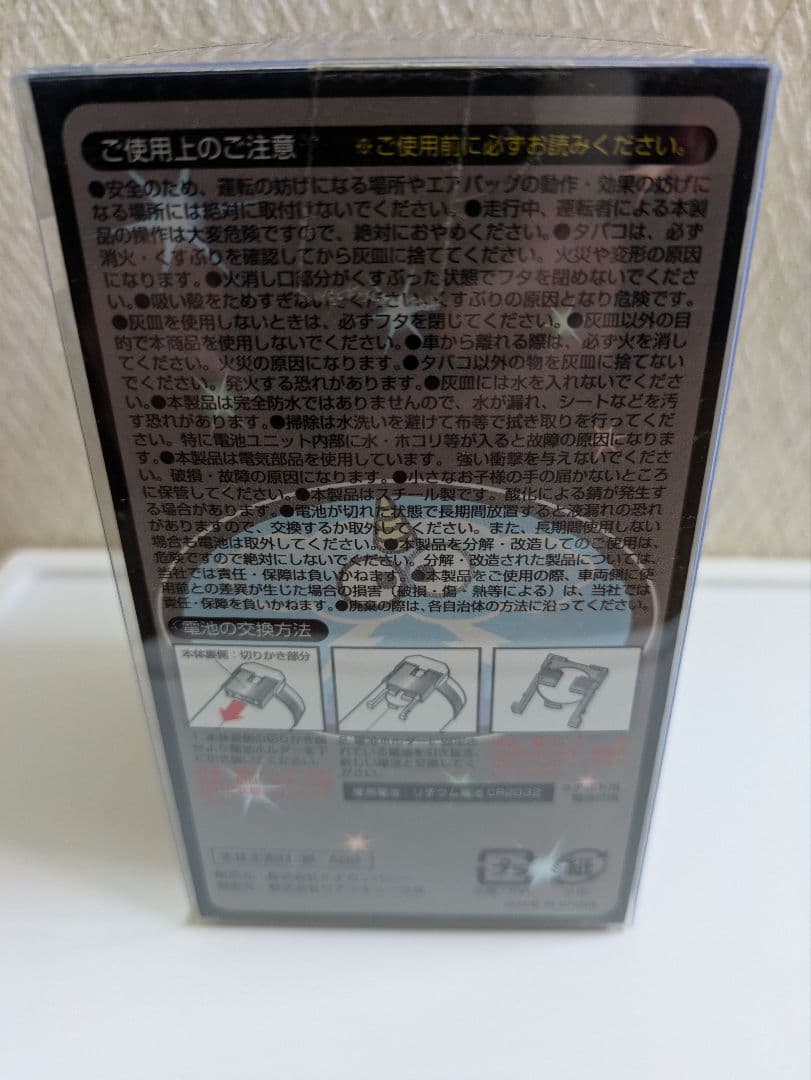 ご使用上のご注意 ※ご使用前に必ずお読みください。
●安全のため、運転の妨げになる場所やエアバッグの動作・効果の妨げに
なる場所には絶対に取付けないでください。●走行中、運転者による本製
品の操作は大変危険ですので、絶対におやめください。●タバコは、必ず
消火・くすぶりを確認してから灰皿に捨ててください。火災や変形の原因
になります。●火消し口部分がくすぶった状態でフタを閉めないでくださ
い。●吸い殻をためすぎないでください。くすぶりの原因となり危険です。
●灰皿を使用しないときは、必ずフタを閉じてください。●灰皿以外の目
的で本商品を使用しないでください。●車から離れる際は、必ず火を消し
てください。火災の原因になります。●タバコ以外の物を灰皿に捨てない
でください。発火する恐れがあります。●灰皿には水を入れないでくださ
い。●本製品は完全防水ではありませんので、水が漏れ、シートなどを汚
す恐れがあります。●掃除は水洗いを避けて布等で拭き取りを行ってくだ
さい。特に電池ユニット内部に水・ホコリ等が入ると故障の原因になりま
す。●本製品は電気部品を使用しています。強い衝撃を与えないでくださ
い。破損・故障の原因になります。●小さなお子様の手の届かないところ
に保管してください。●本製品はスチール製です。酸化による錆が発生す
る場合があります。●電池が切れた状態で長期間放置すると液漏れの恐れ
がありますので、交換するか取外してください。また、長期間使用しない
場合も電池は取外してください。●本製品を分解・改造してのご使用は、
危険ですので絶対にしないでください。分解・改造された製品については、
当社では責任・保障は負いかねます。●本製品をご使用の際、車両側に使
用前との差異が生じた場合の損害（破損・傷・熱等による）は、当社では
責任・保障を負いかねます。●廃棄の際は、各自治体の方法に沿ってください。
電池の交換方法
本体裏側：切りかき部分
CR2032
プラ 紙